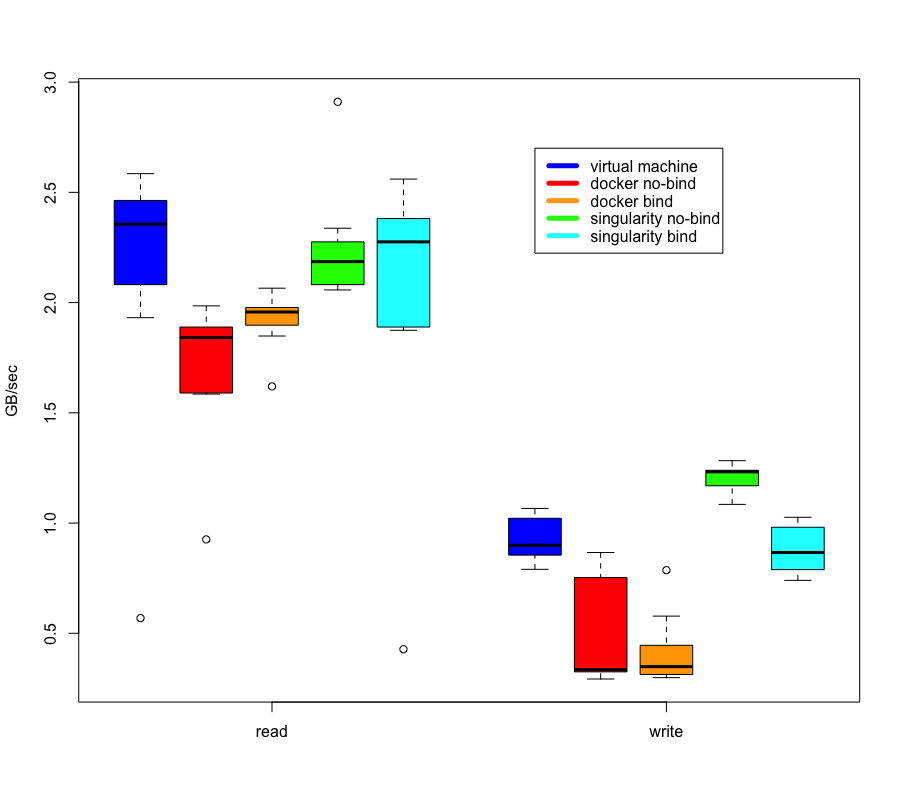 3.0
2.5
2.0
1.5
1.0
0.5
GB/sec
virtual machine
docker no-bind
docker bind
singularity no-bind
singularity bind
read
write